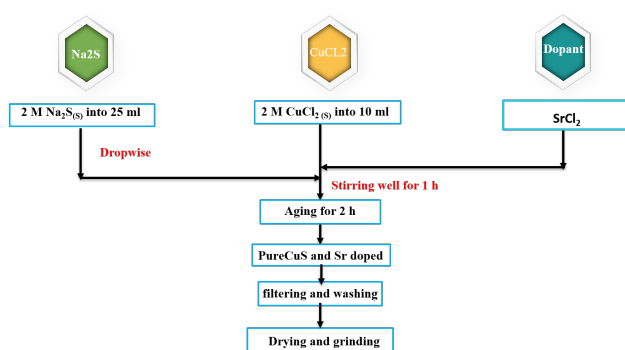 Na2S
CuCL2
Dopant
2 M Na₂S(S) into 25 ml
2 M CuCl₂ (S) into 10 ml
SrCl₂
Dropwise
Stirring well for 1 h
Aging for 2 h
PureCuS and Sr doped
filtering and washing
Drying and grinding